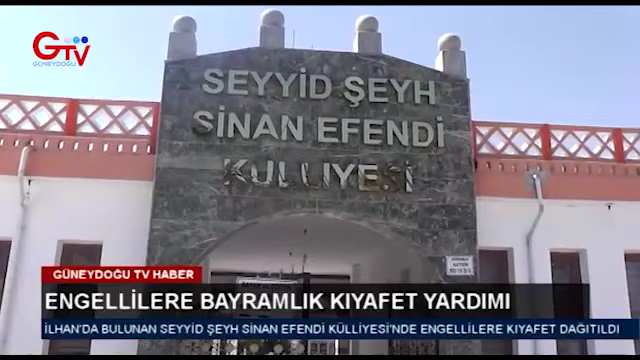 GTV
GÜNEYDOĞU
SEYYİD ŞEYH
SİNAN EFENDİ
KÜLLİYESİ
GÜNEYDOĞU TV HABER
ENGELLİLERE BAYRAMLIK KIYAFET YARDIMI
İLHAN'DA BULUNAN SEYYİD ŞEYH SİNAN EFENDİ KÜLLİYESİ'NDE ENGELLİLERE KIYAFET DAĞITILDI